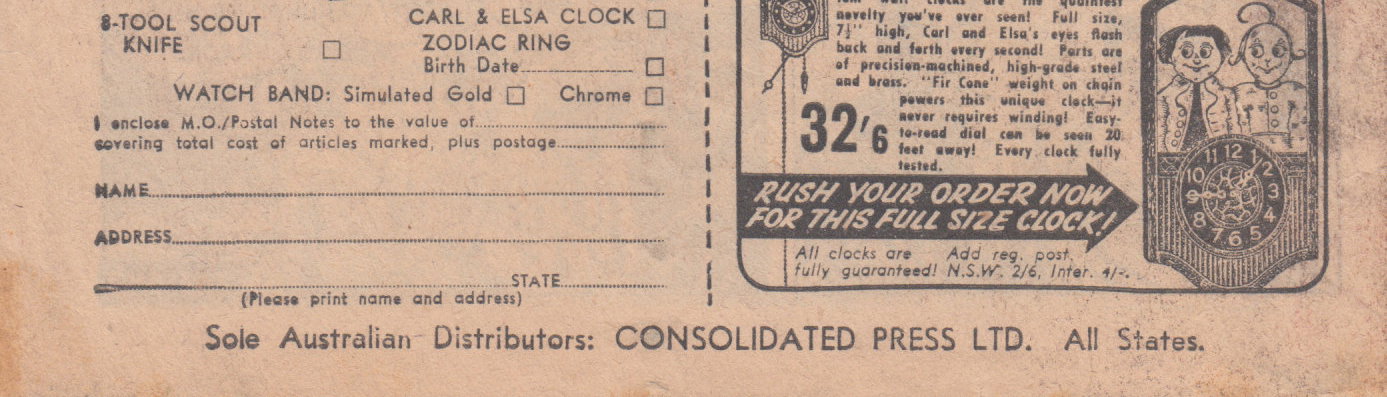 8-TOOL SCOUT
KNIFE
CARL & ELSA CLOCK
ZODIAC RING
Birth Date
WATCH BAND: Simulated Gold Chrome
I enclose M.O./Postal Notes to the value of
covering total cost of articles marked, plus postage
NAME
ADDRESS
STATE
(Please print name and address)
wall clocks are the quaintest
novelty you've ever seen! Full size,
7½" high, Carl and Elsa's eyes flash
back and forth every second! Parts are
of precision-machined, high-grade steel
and brass. "Fir Cone" weight on chain
powers this unique clock—it
never requires winding! Easy-
to-read dial can be seen 20
feet away! Every clock fully
tested.
32'6
RUSH YOUR ORDER NOW
FOR THIS FULL SIZE CLOCK!
All clocks are
fully guaranteed!
Add reg. post.
N.S.W. 2/6, Inter. 4/-.
11 12 1 2 3 4 5 6 7 8 9 10
Sole Australian Distributors: CONSOLIDATED PRESS LTD. All States.